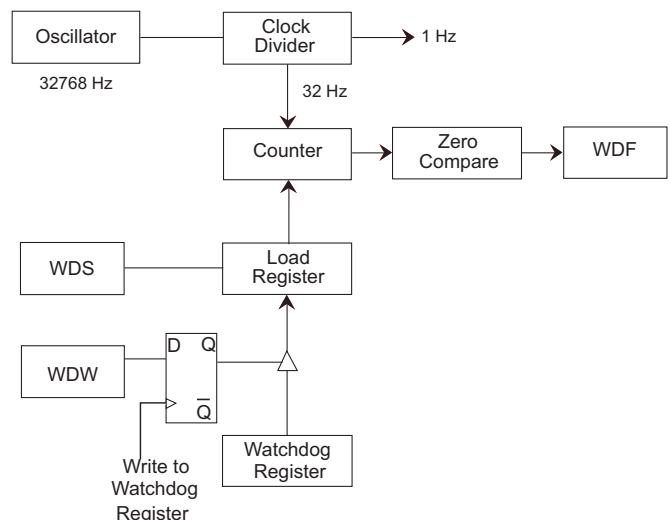 Oscillator
Clock
Divider
1 Hz
32768 Hz
32 Hz
Counter
Zero
Compare
WDF
WDS
Load
Register
WDW
D Q
Q
Watchdog
Register
Write to
Watchdog
Register